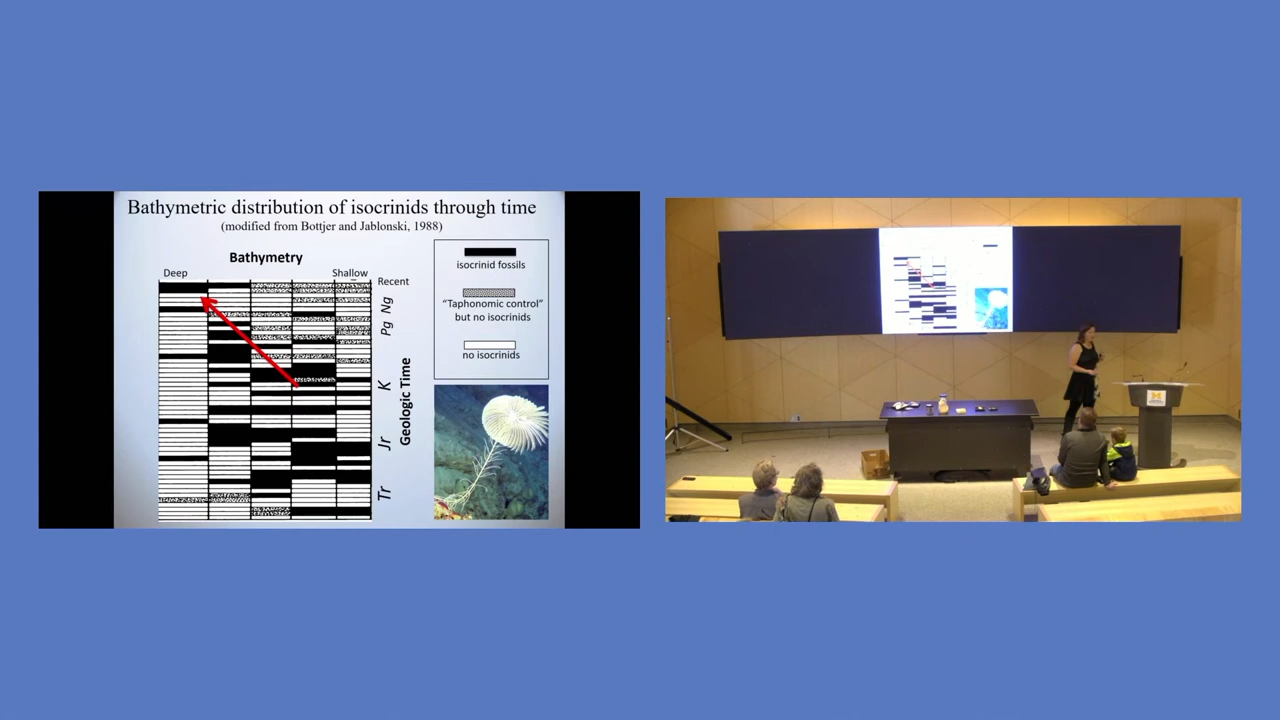 Bathymetric distribution of isocrinids through time
(modified from Bottjer and Jablonski, 1988)
Bathymetry
Deep
Shallow
Recent
Ng
Pg
K
Jr
Tr
Geologic Time
isocrinid fossils
“Taphonomic control”
but no isocrinids
no isocrinids
M